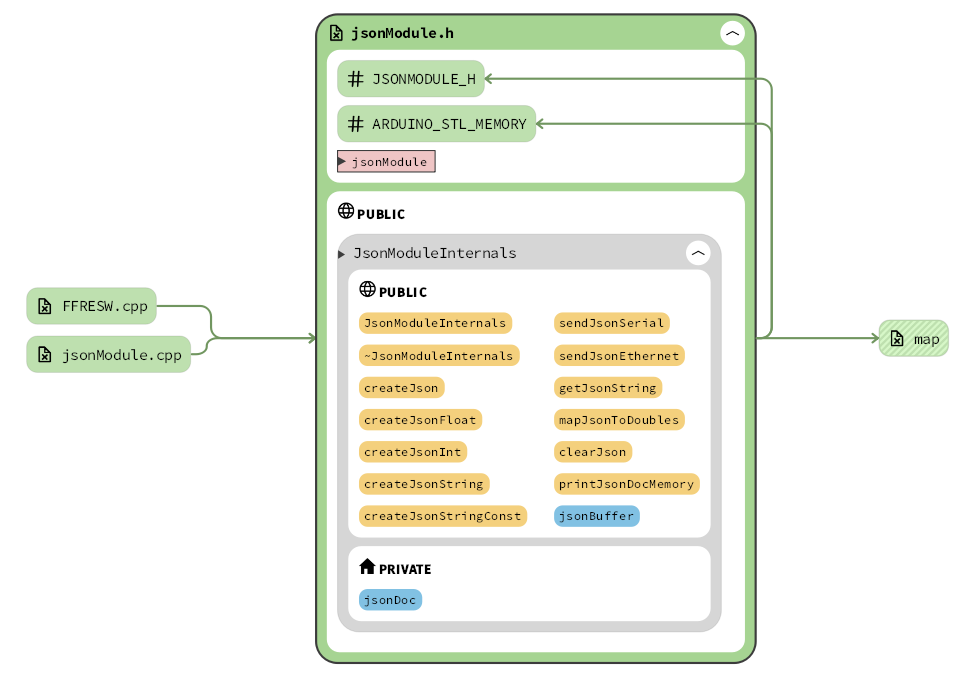 jsonModule.h
# JSONMODULE_H
# ARDUINO_STL_MEMORY
jsonModule
PUBLIC
JsonModuleInternals
PUBLIC
JsonModuleInternals
sendJsonSerial
~JsonModuleInternals
sendJsonEthernet
createJson
getJsonString
createJsonFloat
mapJsonToDoubles
createJsonInt
clearJson
createJsonString
printJsonDocMemory
createJsonStringConst
jsonBuffer
PRIVATE
jsonDoc
FFRESW.cpp
jsonModule.cpp
map